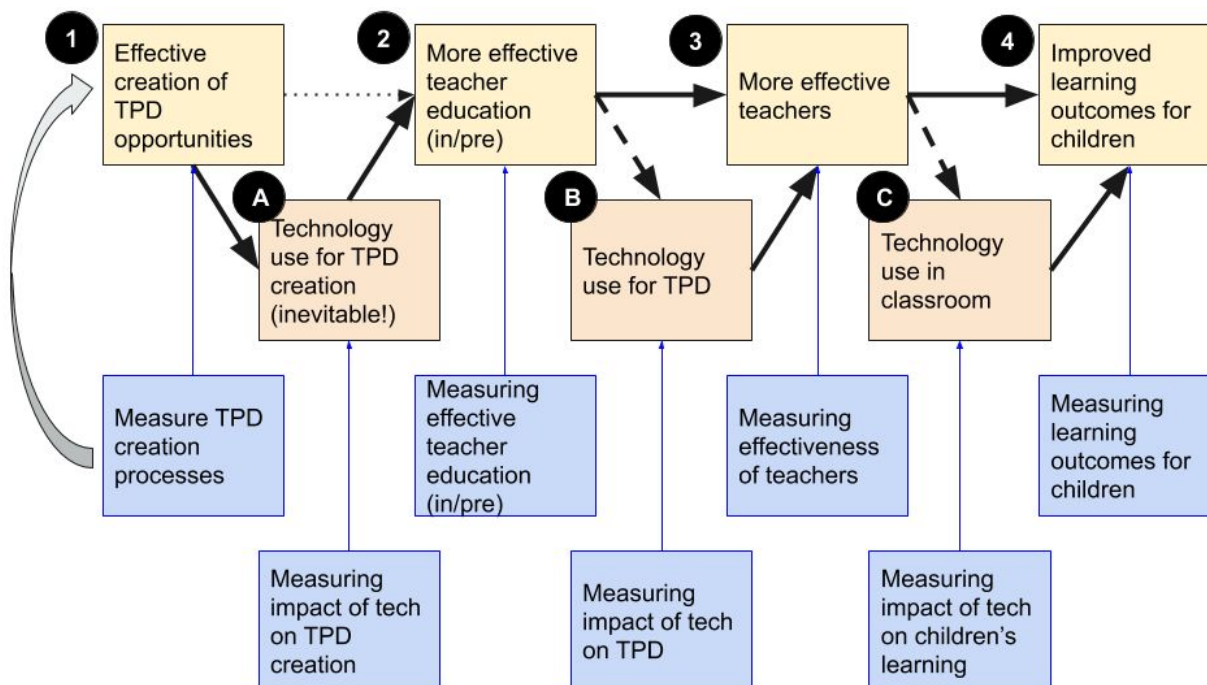 1
Effective
creation of
TPD
opportunities
2
More effective
teacher
education
(in/pre)
3
More effective
teachers
4
Improved
learning
outcomes for
children
A
Technology
use for TPD
creation
(inevitable!)
B
Technology
use for TPD
C
Technology
use in
classroom
Measure TPD
creation
processes
Measuring
effective
teacher
education
(in/pre)
Measuring
effectiveness
of teachers
Measuring
learning
outcomes for
children
Measuring
impact of tech
on TPD
creation
Measuring
impact of tech
on TPD
Measuring
impact of tech
on children's
learning